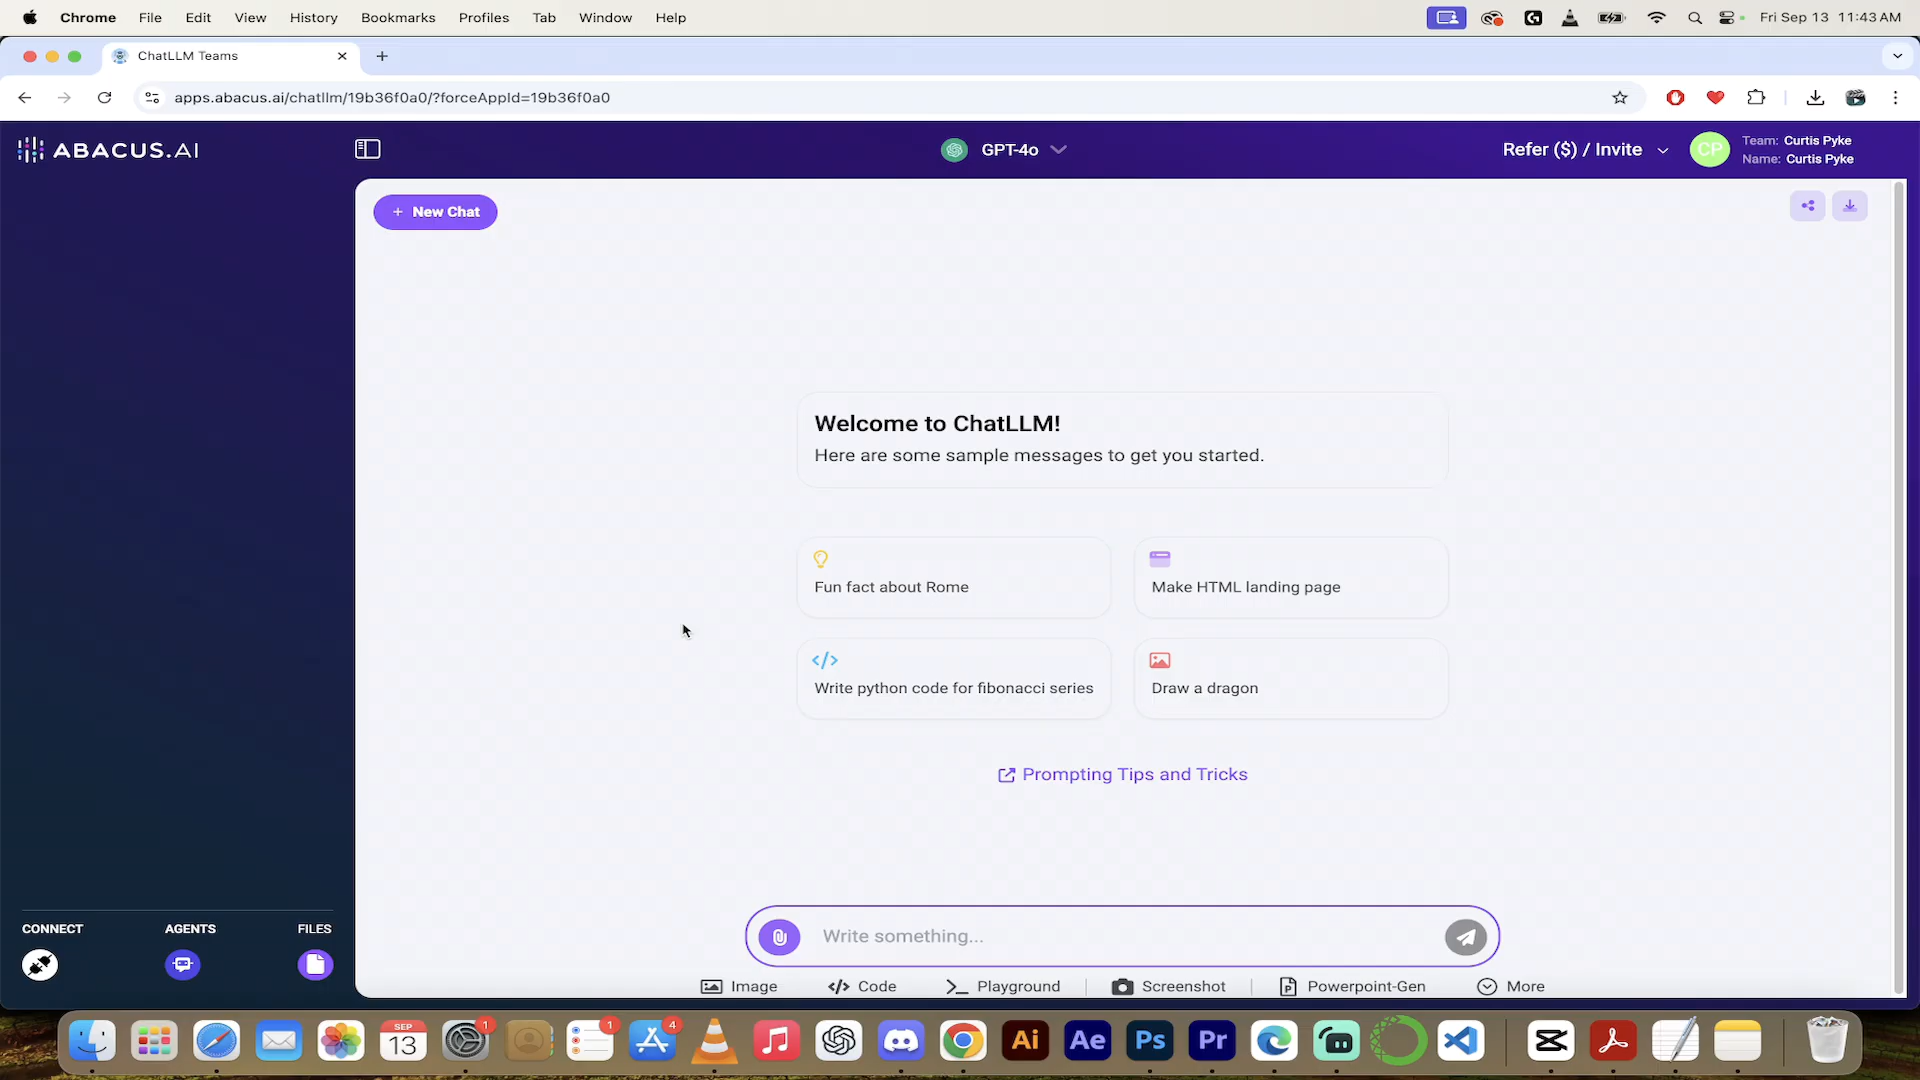 Chrome File Edit View History Bookmarks Profiles Tab Window Help Fri Sep 13 11:43 AM
ChatLLM Teams
apps.abacus.ai/chatllm/19b36f0a0/?forceAppId=19b36f0a0
ABACUS.AI
GPT-4o
Refer ($) / Invite
CP
Team: Curtis Pyke
Name: Curtis Pyke
+ New Chat
Welcome to ChatLLM!
Here are some sample messages to get you started.
Fun fact about Rome
Make HTML landing page
</>
Write python code for fibonacci series
Draw a dragon
Prompting Tips and Tricks
CONNECT AGENTS FILES
Write something...
Image </> Code >_ Playground Screenshot Powerpoint-Gen More
SEP
13
1
1
4
Ai Ae Ps Pr